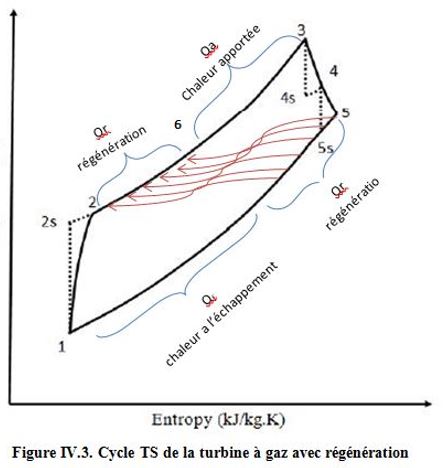 Qa
Chaleur apportée
3
4
4s
5
5s
6
Qr
régénération
2
2s
Qr
régénératio
Q
chaleur a l'échappement
1
Entropy (kJ/kg.K)
Figure IV.3. Cycle TS de la turbine à gaz avec régénération